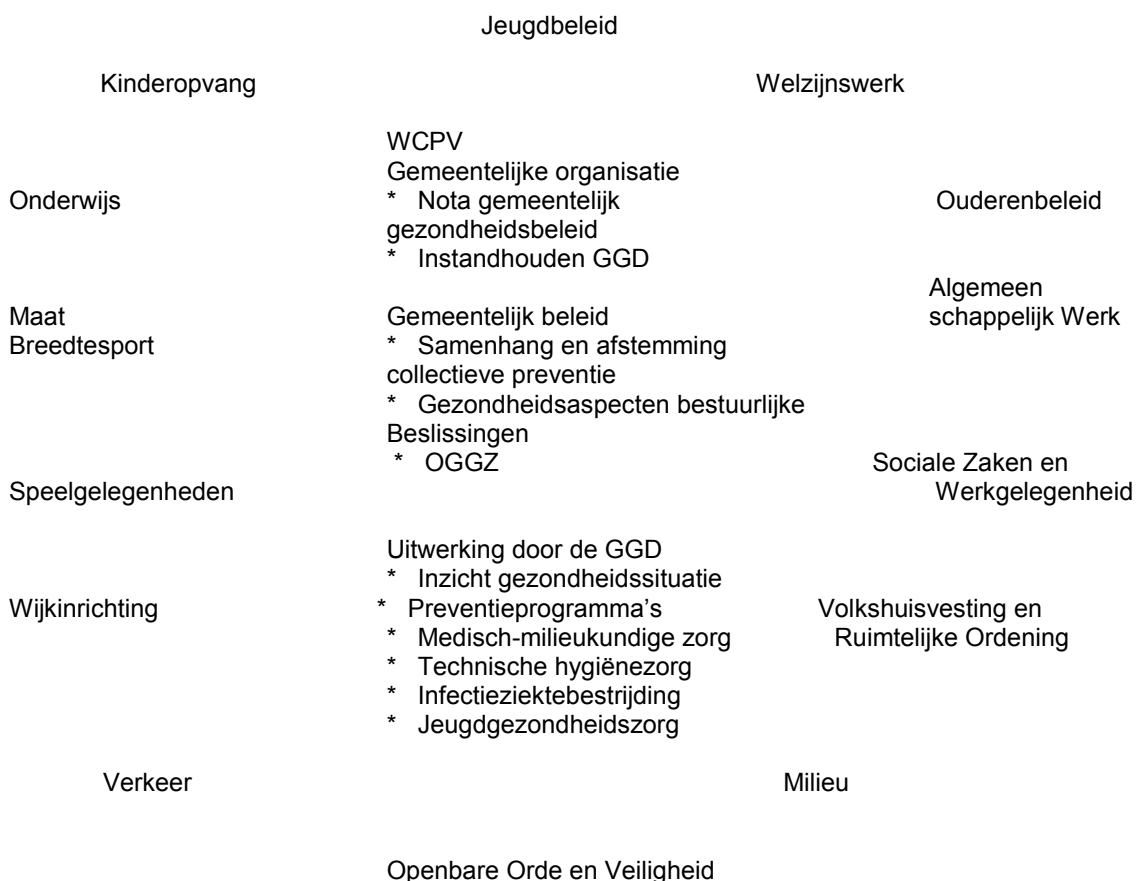 Jeugdbeleid
Kinderopvang Welzijnswerk
WCPV
Gemeentelijke organisatie
Onderwijs * Nota gemeentelijk Ouderenbeleid
gezondheidsbeleid
* Instandhouden GGD
Algemeen
Maat Gemeentelijk beleid schappelijk Werk
Breedtesport * Samenhang en afstemming
collectieve preventie
* Gezondheidsaspecten bestuurlijke
Beslissingen
* OGGZ Sociale Zaken en
Speelgelegenheden Werkgelegenheid
Uitwerking door de GGD
* Inzicht gezondheidssituatie
Wijkinrichting * Preventieprogramma’s Volkshuisvesting en
* Medisch-milieukundige zorg Ruimtelijke Ordening
* Technische hygiënezorg
* Infectieziektebestrijding
* Jeugdgezondheidszorg
Verkeer Milieu
Openbare Orde en Veiligheid